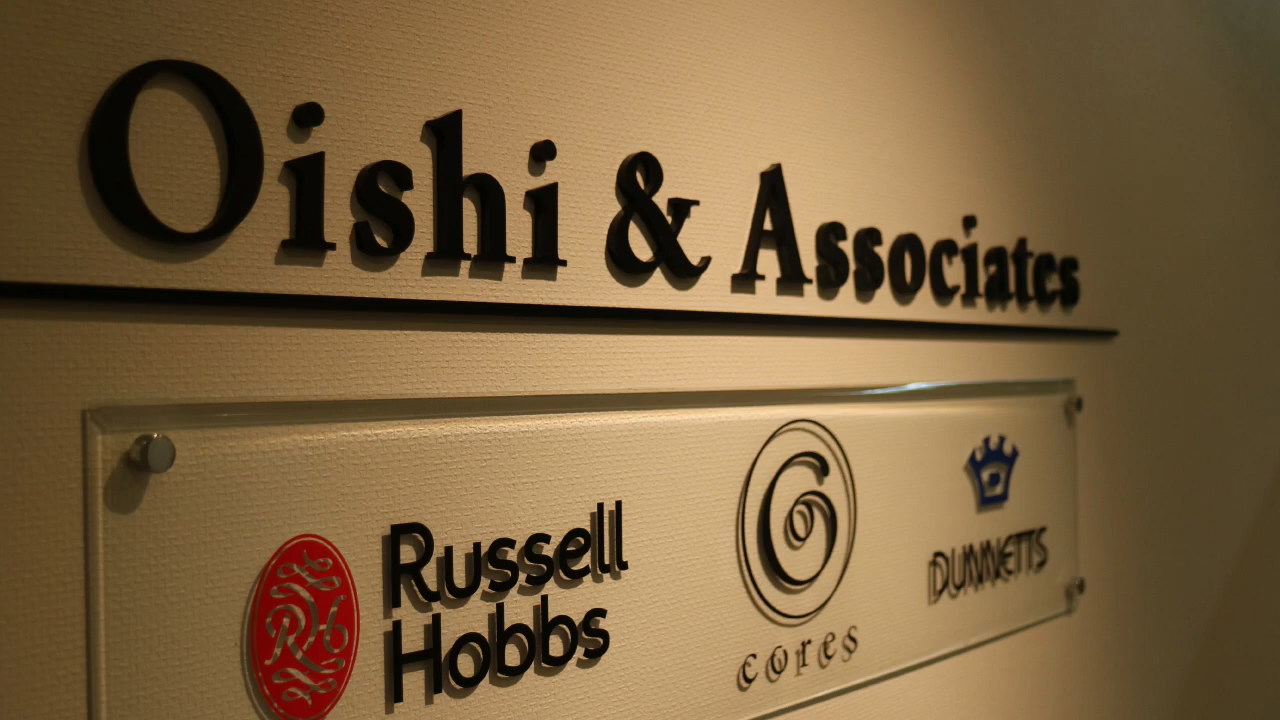 Oishi & Associates
Russell
Hobbs
cores
D
DUNNETTS